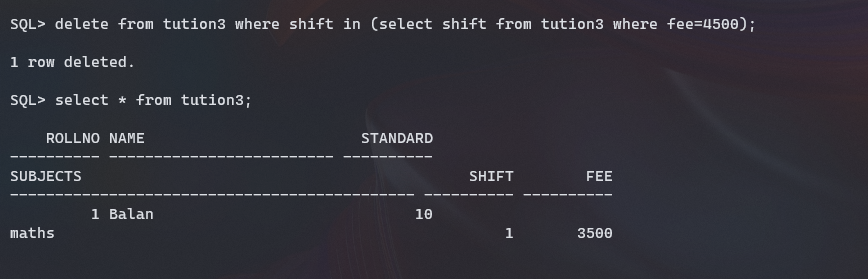 SQL> delete from tution3 where shift in (select shift from tution3 where fee=4500);
1 row deleted.
SQL> select * from tution3;
ROLLNO NAME STANDARD
---------- ------------------------- ----------
SUBJECTS SHIFT FEE
--------------------------------------------- ---------- ----------
1 Balan 10
maths 1 3500